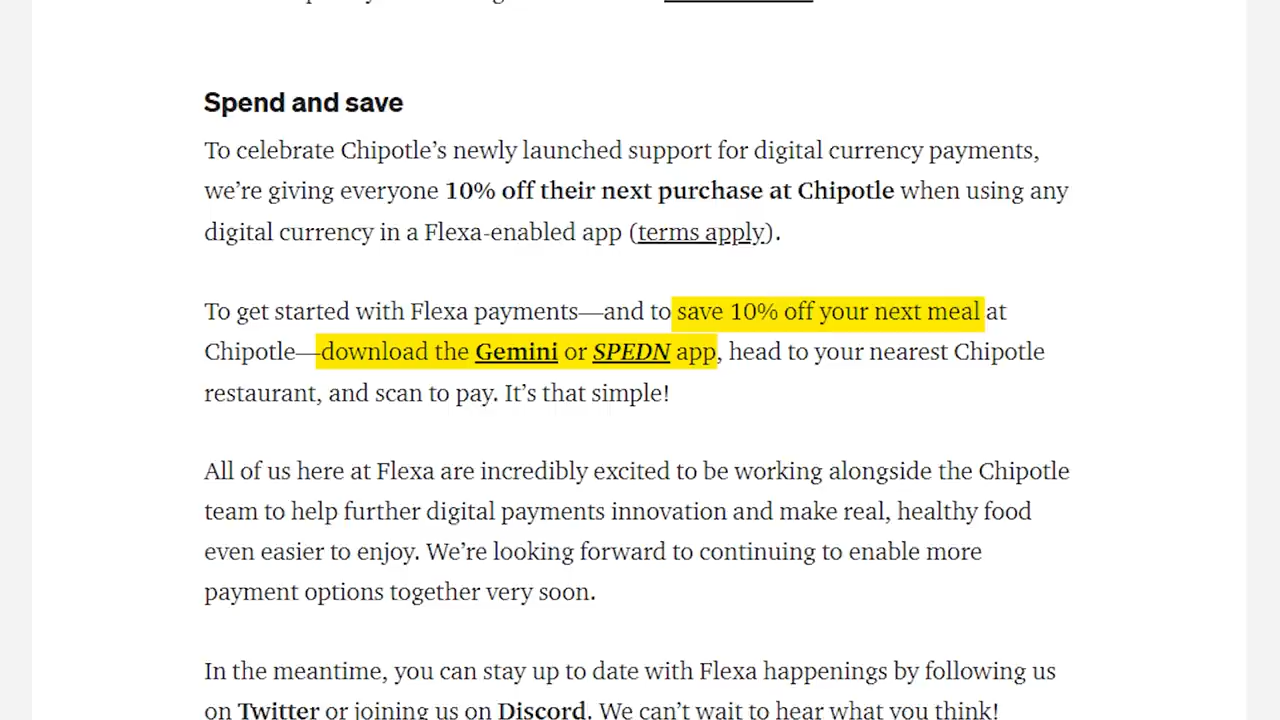 Spend and save
To celebrate Chipotle’s newly launched support for digital currency payments,
we’re giving everyone 10% off their next purchase at Chipotle when using any
digital currency in a Flexa-enabled app (terms apply).
To get started with Flexa payments—and to save 10% off your next meal at
Chipotle—download the Gemini or SPEDN app, head to your nearest Chipotle
restaurant, and scan to pay. It’s that simple!
All of us here at Flexa are incredibly excited to be working alongside the Chipotle
team to help further digital payments innovation and make real, healthy food
even easier to enjoy. We’re looking forward to continuing to enable more
payment options together very soon.
In the meantime, you can stay up to date with Flexa happenings by following us
on Twitter or joining us on Discord. We can’t wait to hear what you think!